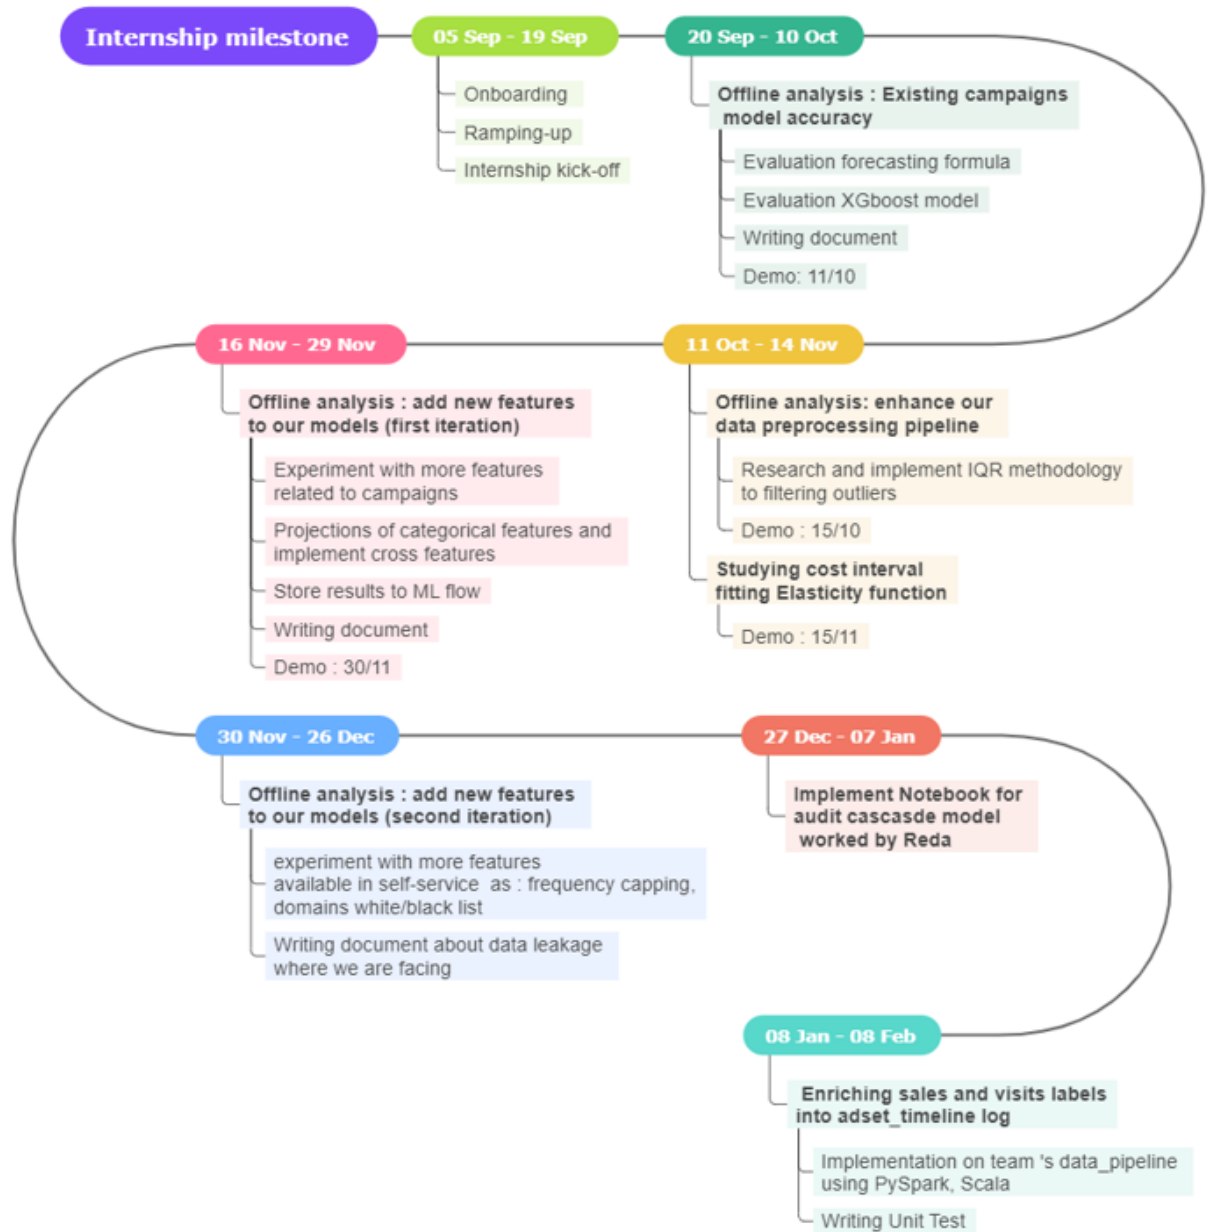 Internship milestone
05 Sep - 19 Sep
Onboarding
Ramping-up
Internship kick-off
20 Sep - 10 Oct
Offline analysis : Existing campaigns
model accuracy
Evaluation forecasting formula
Evaluation XGboost model
Writing document
Demo: 11/10
11 Oct - 14 Nov
Offline analysis: enhance our
data preprocessing pipeline
Research and implement IQR methodology
to filtering outliers
Demo : 15/10
Studying cost interval
fitting Elasticity function
Demo : 15/11
16 Nov - 29 Nov
Offline analysis : add new features
to our models (first iteration)
Experiment with more features
related to campaigns
Projections of categorical features and
implement cross features
Store results to ML flow
Writing document
Demo : 30/11
30 Nov - 26 Dec
Offline analysis : add new features
to our models (second iteration)
experiment with more features
available in self-service as : frequency capping,
domains white/black list
Writing document about data leakage
where we are facing
27 Dec - 07 Jan
Implement Notebook for
audit cascasde model
worked by Reda
08 Jan - 08 Feb
Enriching sales and visits labels
into adset_timeline log
Implementation on team 's data_pipeline
using PySpark, Scala
Writing Unit Test